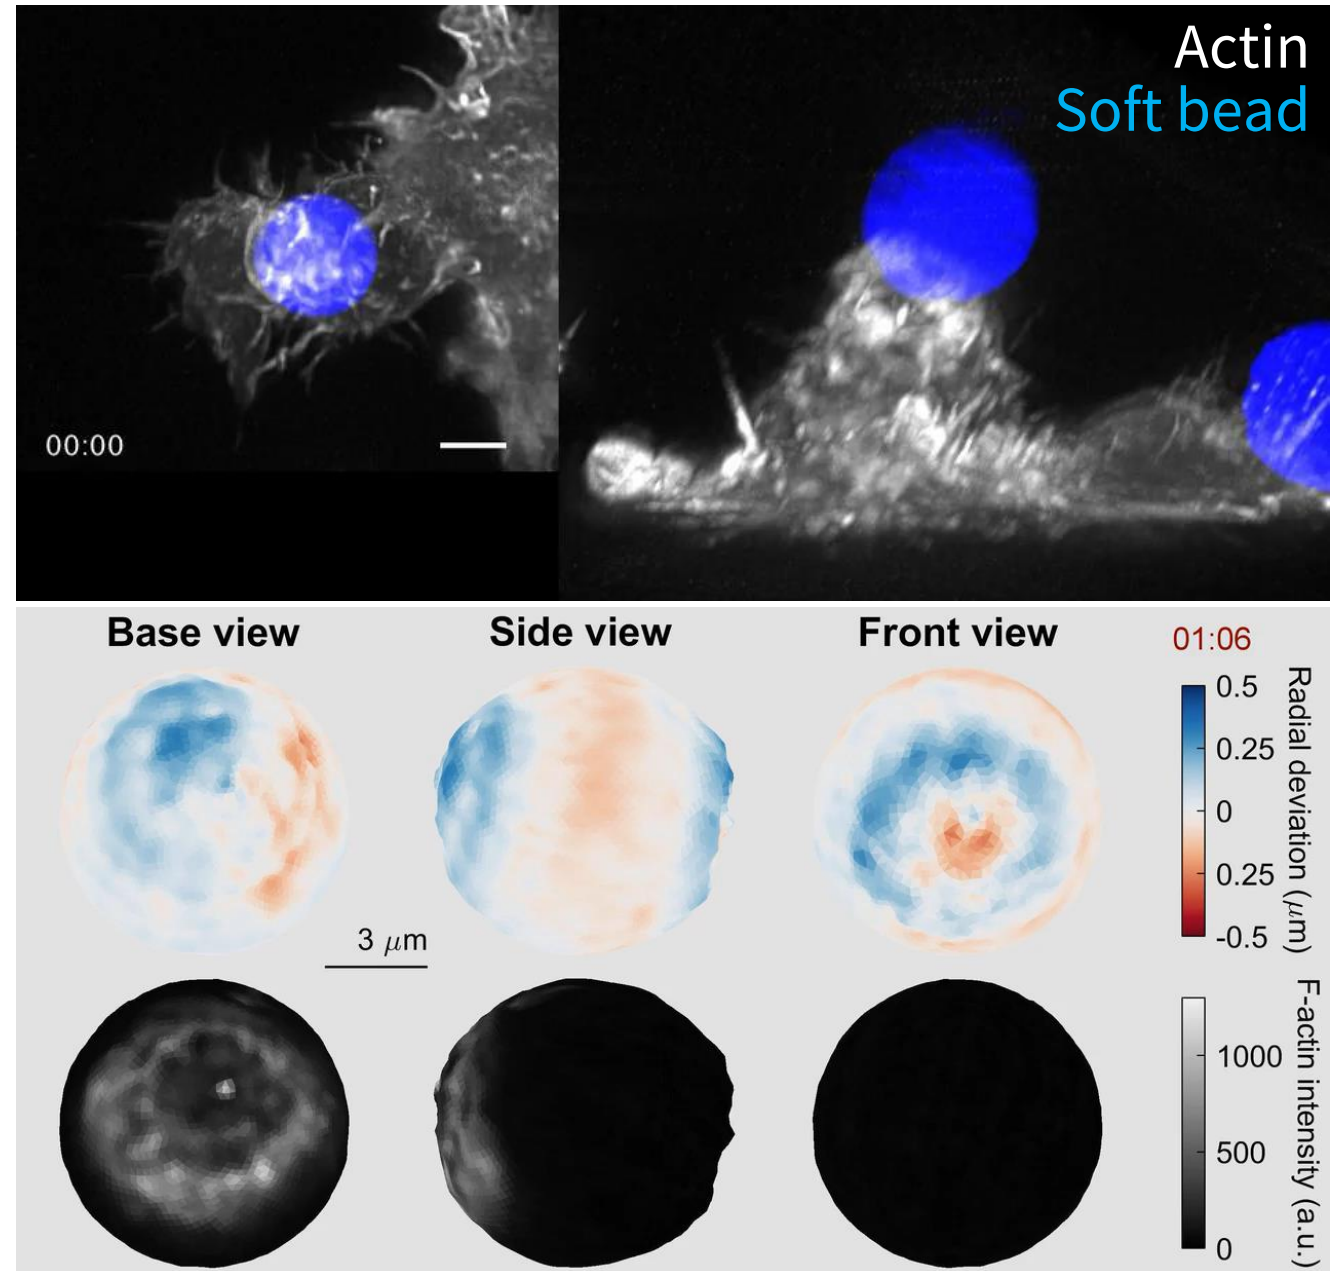 Actin
Soft bead
00:00
Base view
Side view
Front view
01:06
0.5
0.25
0
0.25
-0.5
Radial deviation (μm)
3 μm
1000
500
0
F-actin intensity (a.u.)